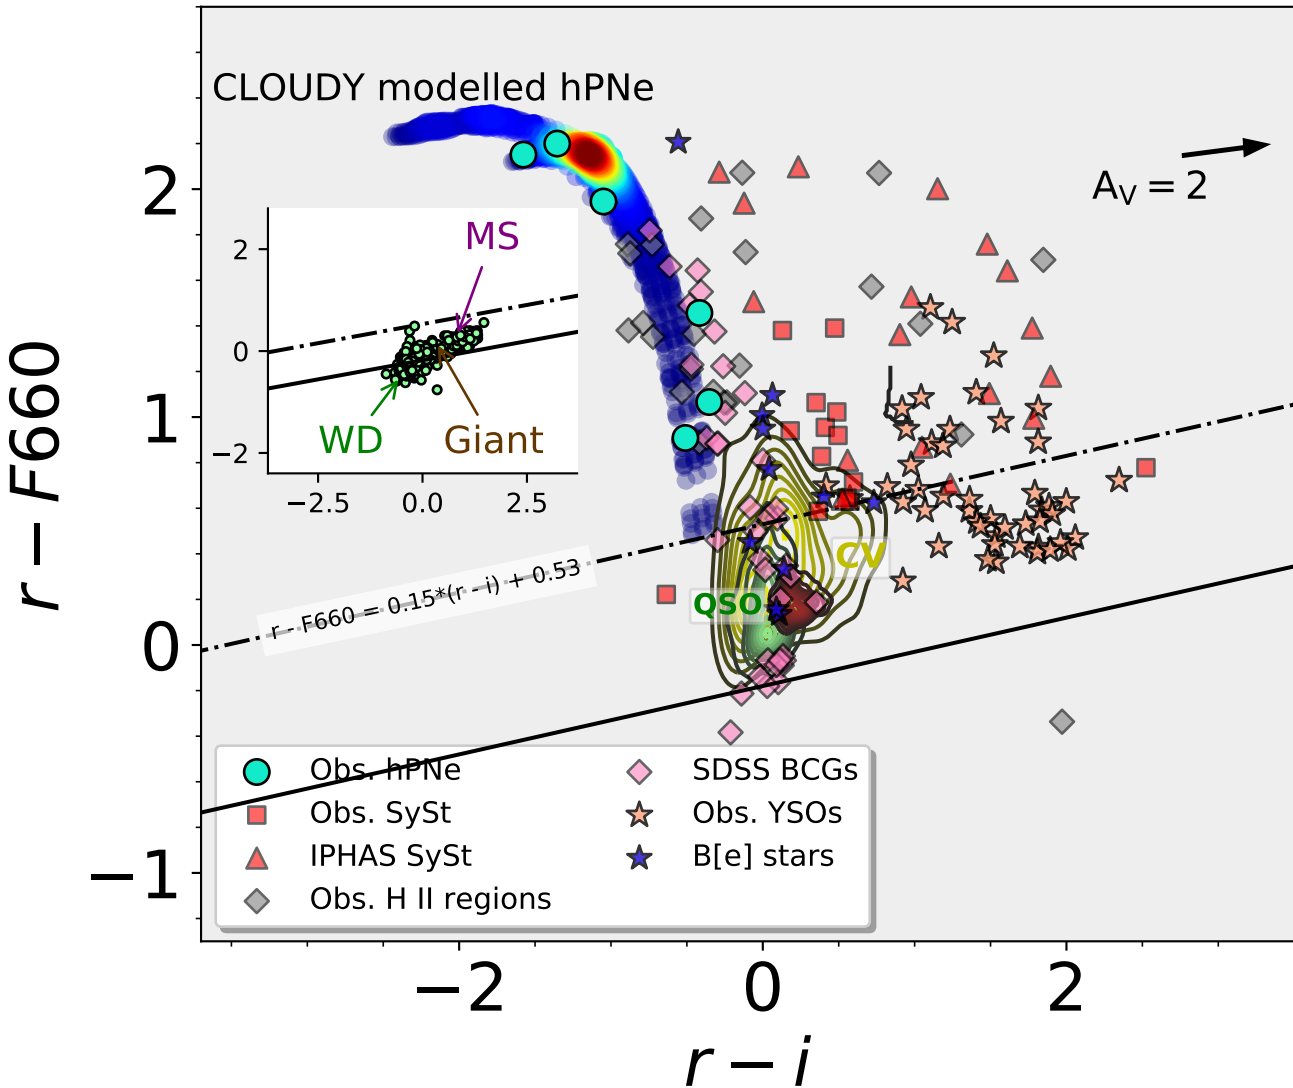 CLOUDY modelled hPNe
A_V = 2
r − F660
2
1
0
−1
2
0
−2
−2.5
0.0
2.5
MS
WD
Giant
r - F660 = 0.15*(r - i) + 0.53
CV
QSO
Obs. hPNe
Obs. SySt
IPHAS SySt
Obs. H II regions
SDSS BCGs
Obs. YSOs
B[e] stars
−2
0
2
r − i